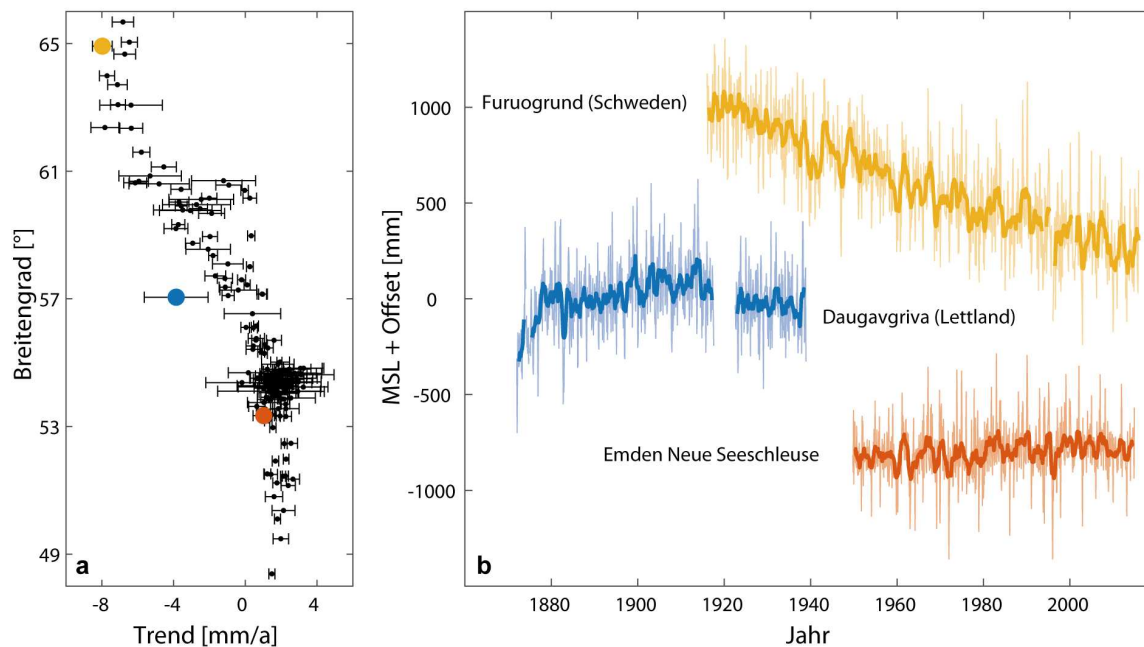 65
61
57
53
49
Breitengrad [°]
a
-8
-4
0
4
Trend [mm/a]
1000
500
0
-500
-1000
MSL + Offset [mm]
Furuogrund (Schweden)
Daugavgriva (Lettland)
Emden Neue Seeschleuse
b
1880
1900
1920
1940
1960
1980
2000
Jahr